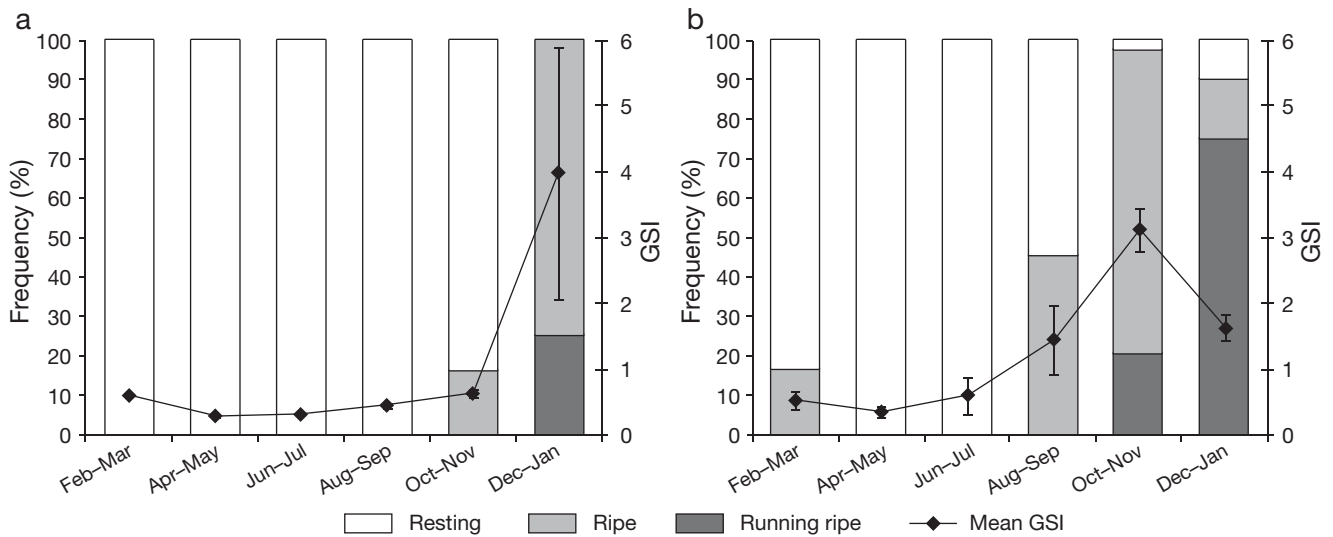 a
Frequency (%)
100
90
80
70
60
50
40
30
20
10
0
6
5
4
3
2
1
0
GSI
Feb–Mar
Apr–May
Jun–Jul
Aug–Sep
Oct–Nov
Dec–Jan
b
Frequency (%)
100
90
80
70
60
50
40
30
20
10
0
6
5
4
3
2
1
0
GSI
Feb–Mar
Apr–May
Jun–Jul
Aug–Sep
Oct–Nov
Dec–Jan
Resting Ripe Running ripe Mean GSI